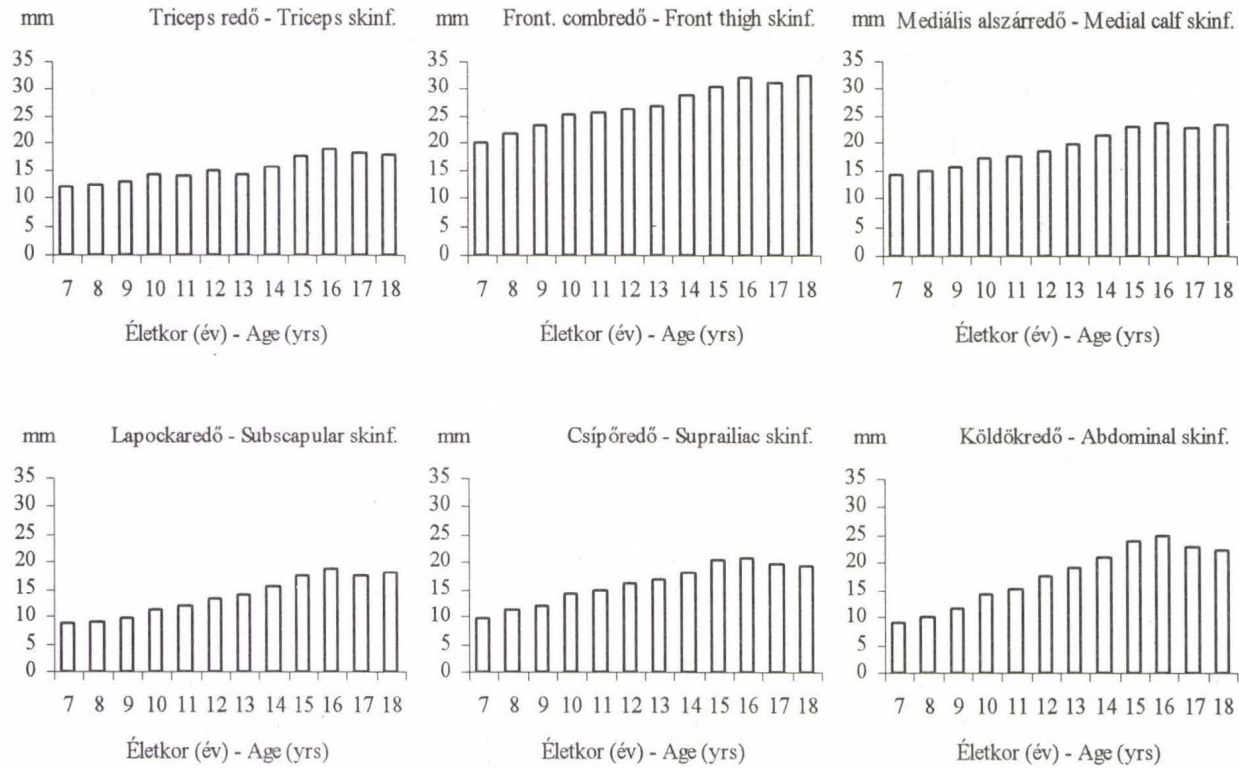 mm Triceps redő - Triceps skinf.
35
30
25
20
15
10
5
0
7 8 9 10 11 12 13 14 15 16 17 18
Életkor (év) - Age (yrs)
mm Front. combredő - Front thigh skinf.
35
30
25
20
15
10
5
0
7 8 9 10 11 12 13 14 15 16 17 18
Életkor (év) - Age (yrs)
mm Mediális alszárredő - Medial calf skinf.
35
30
25
20
15
10
5
0
7 8 9 10 11 12 13 14 15 16 17 18
Életkor (év) - Age (yrs)
mm Lapockaredő - Subscapular skinf.
35
30
25
20
15
10
5
0
7 8 9 10 11 12 13 14 15 16 17 18
Életkor (év) - Age (yrs)
mm Csípőredő - Suprailiac skinf.
35
30
25
20
15
10
5
0
7 8 9 10 11 12 13 14 15 16 17 18
Életkor (év) - Age (yrs)
mm Köldökredő - Abdominal skinf.
35
30
25
20
15
10
5
0
7 8 9 10 11 12 13 14 15 16 17 18
Életkor (év) - Age (yrs)